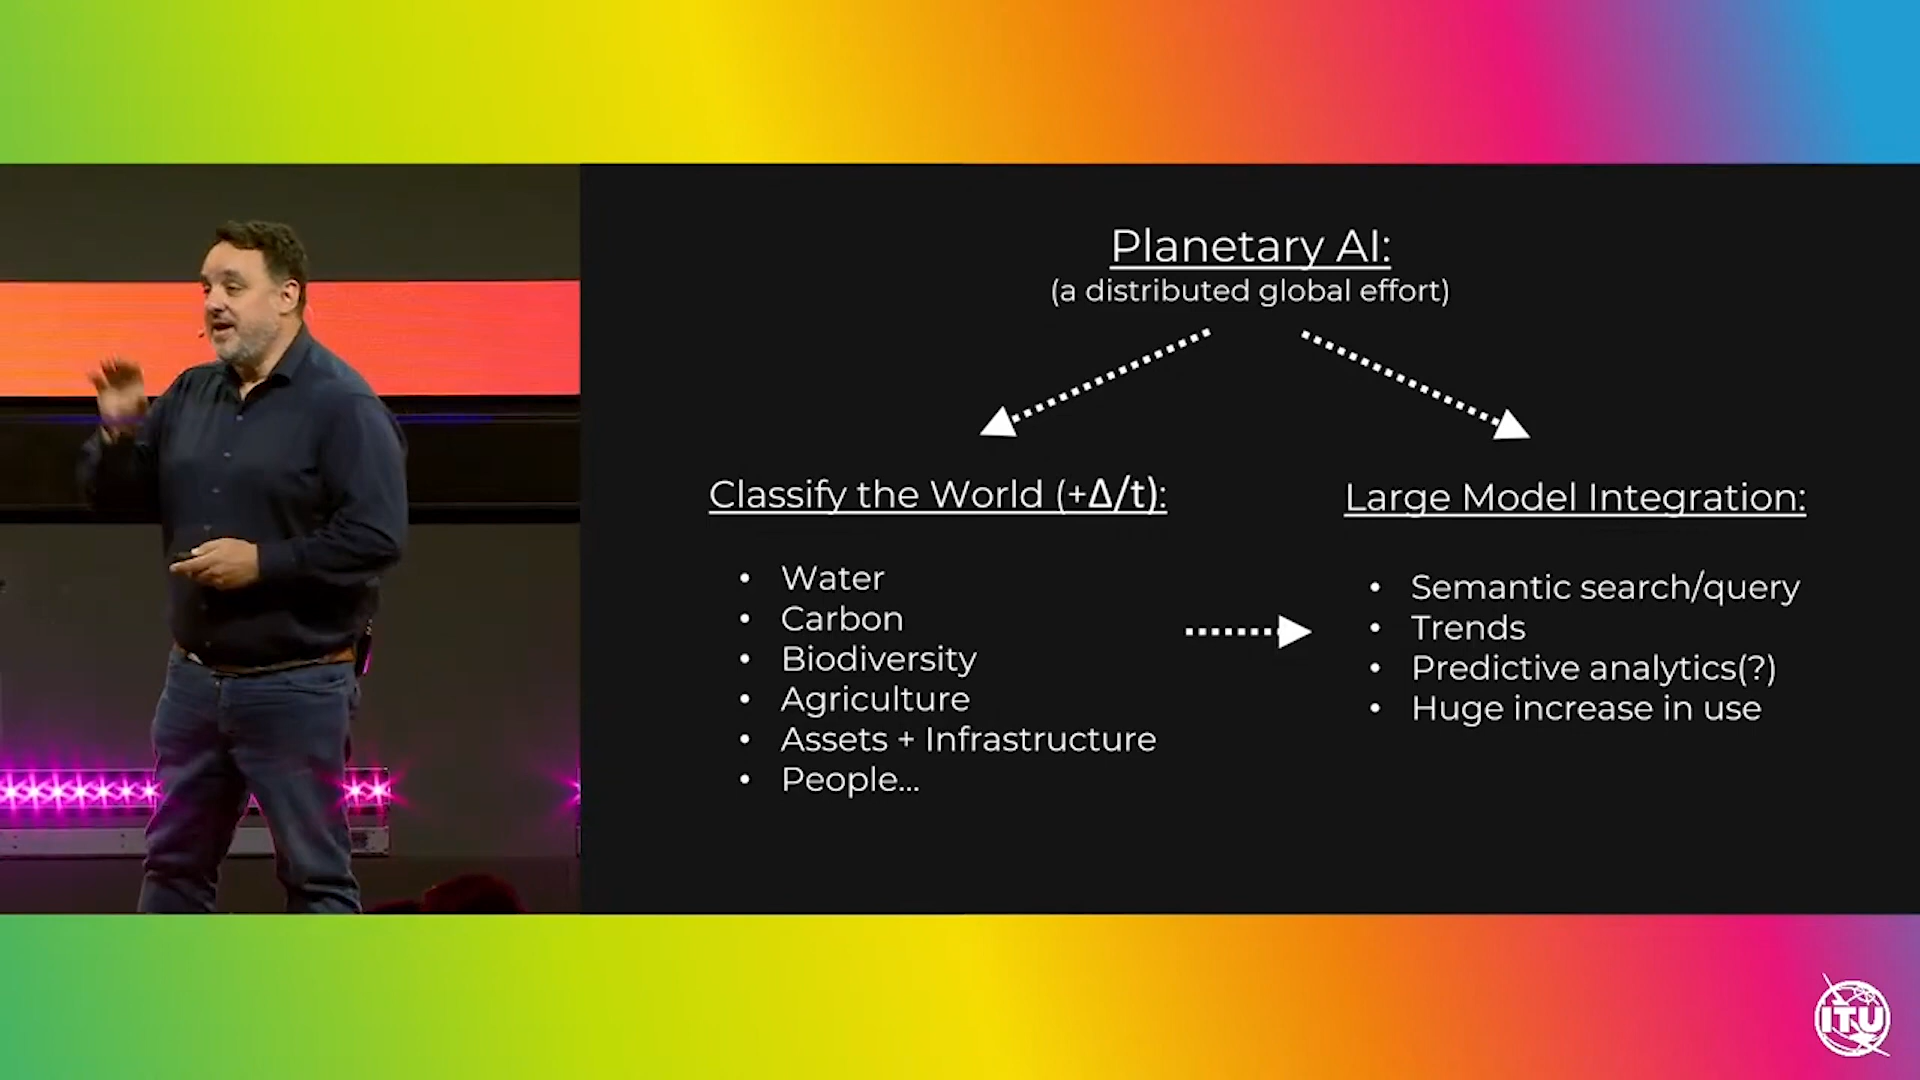 Planetary AI:
(a distributed global effort)
Classify the World (+Δ/t):
• Water
• Carbon
• Biodiversity
• Agriculture
• Assets + Infrastructure
• People...
Large Model Integration:
• Semantic search/query
• Trends
• Predictive analytics(?)
• Huge increase in use
ITU